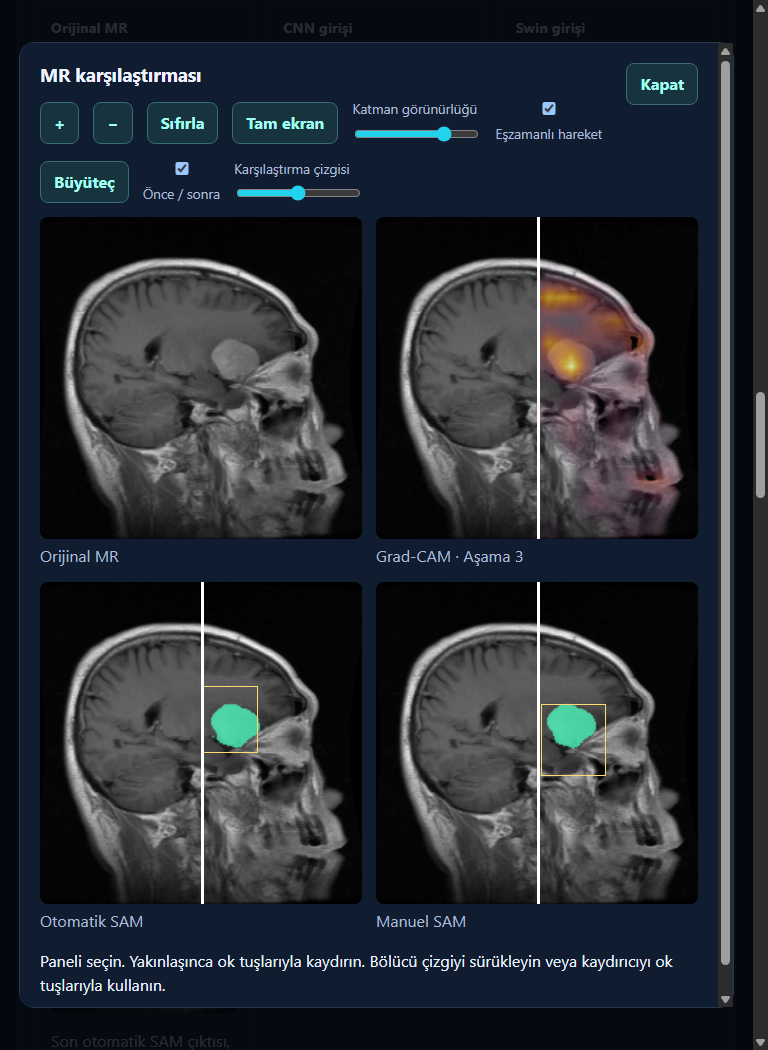 Orijinal MR
CNN girişi
Swin girişi
MR karşılaştırması
Kapat
+
−
Sıfırla
Tam ekran
Katman görünürlüğü
Eşzamanlı hareket
Büyüteç
Önce / sonra
Karşılaştırma çizgisi
Orijinal MR
Grad-CAM · Aşama 3
Otomatik SAM
Manuel SAM
Paneli seçin. Yakınlaşınca ok tuşlarıyla kaydırın. Bölücü çizgiyi sürükleyin veya kaydırıcıyı ok
tuşlarıyla kullanın.
Son otomatik SAM çıktısı,